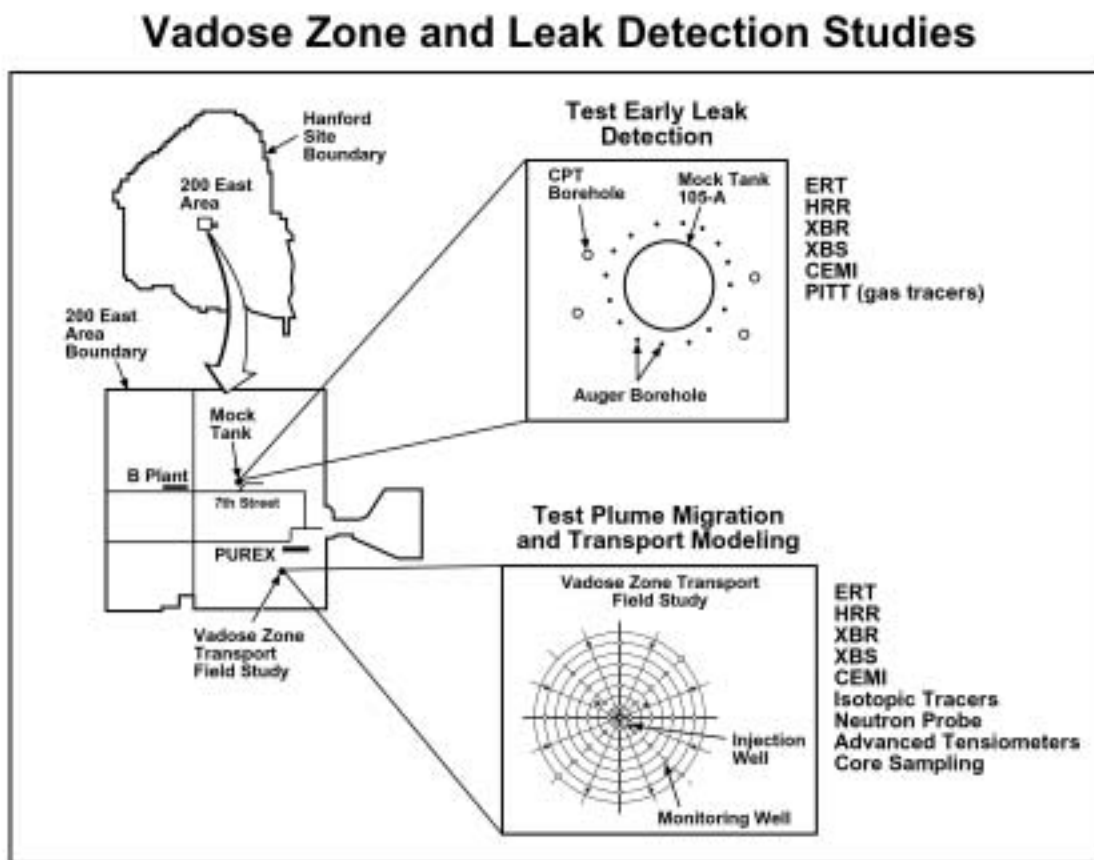 Vadose Zone and Leak Detection Studies
Hanford
Site
Boundary
200 East
Area
200 East
Area
Boundary
Mock
Tank
B Plant
7th Street
PUREX
Vadose Zone
Transport
Field Study
Test Early Leak
Detection
CPT
Borehole
Mock Tank
105-A
Auger Borehole
ERT
HRR
XBR
XBS
CEMI
PITT (gas tracers)
Test Plume Migration
and Transport Modeling
Vadose Zone Transport
Field Study
Injection
Well
Monitoring Well
ERT
HRR
XBR
XBS
CEMI
Isotopic Tracers
Neutron Probe
Advanced Tensiometers
Core Sampling